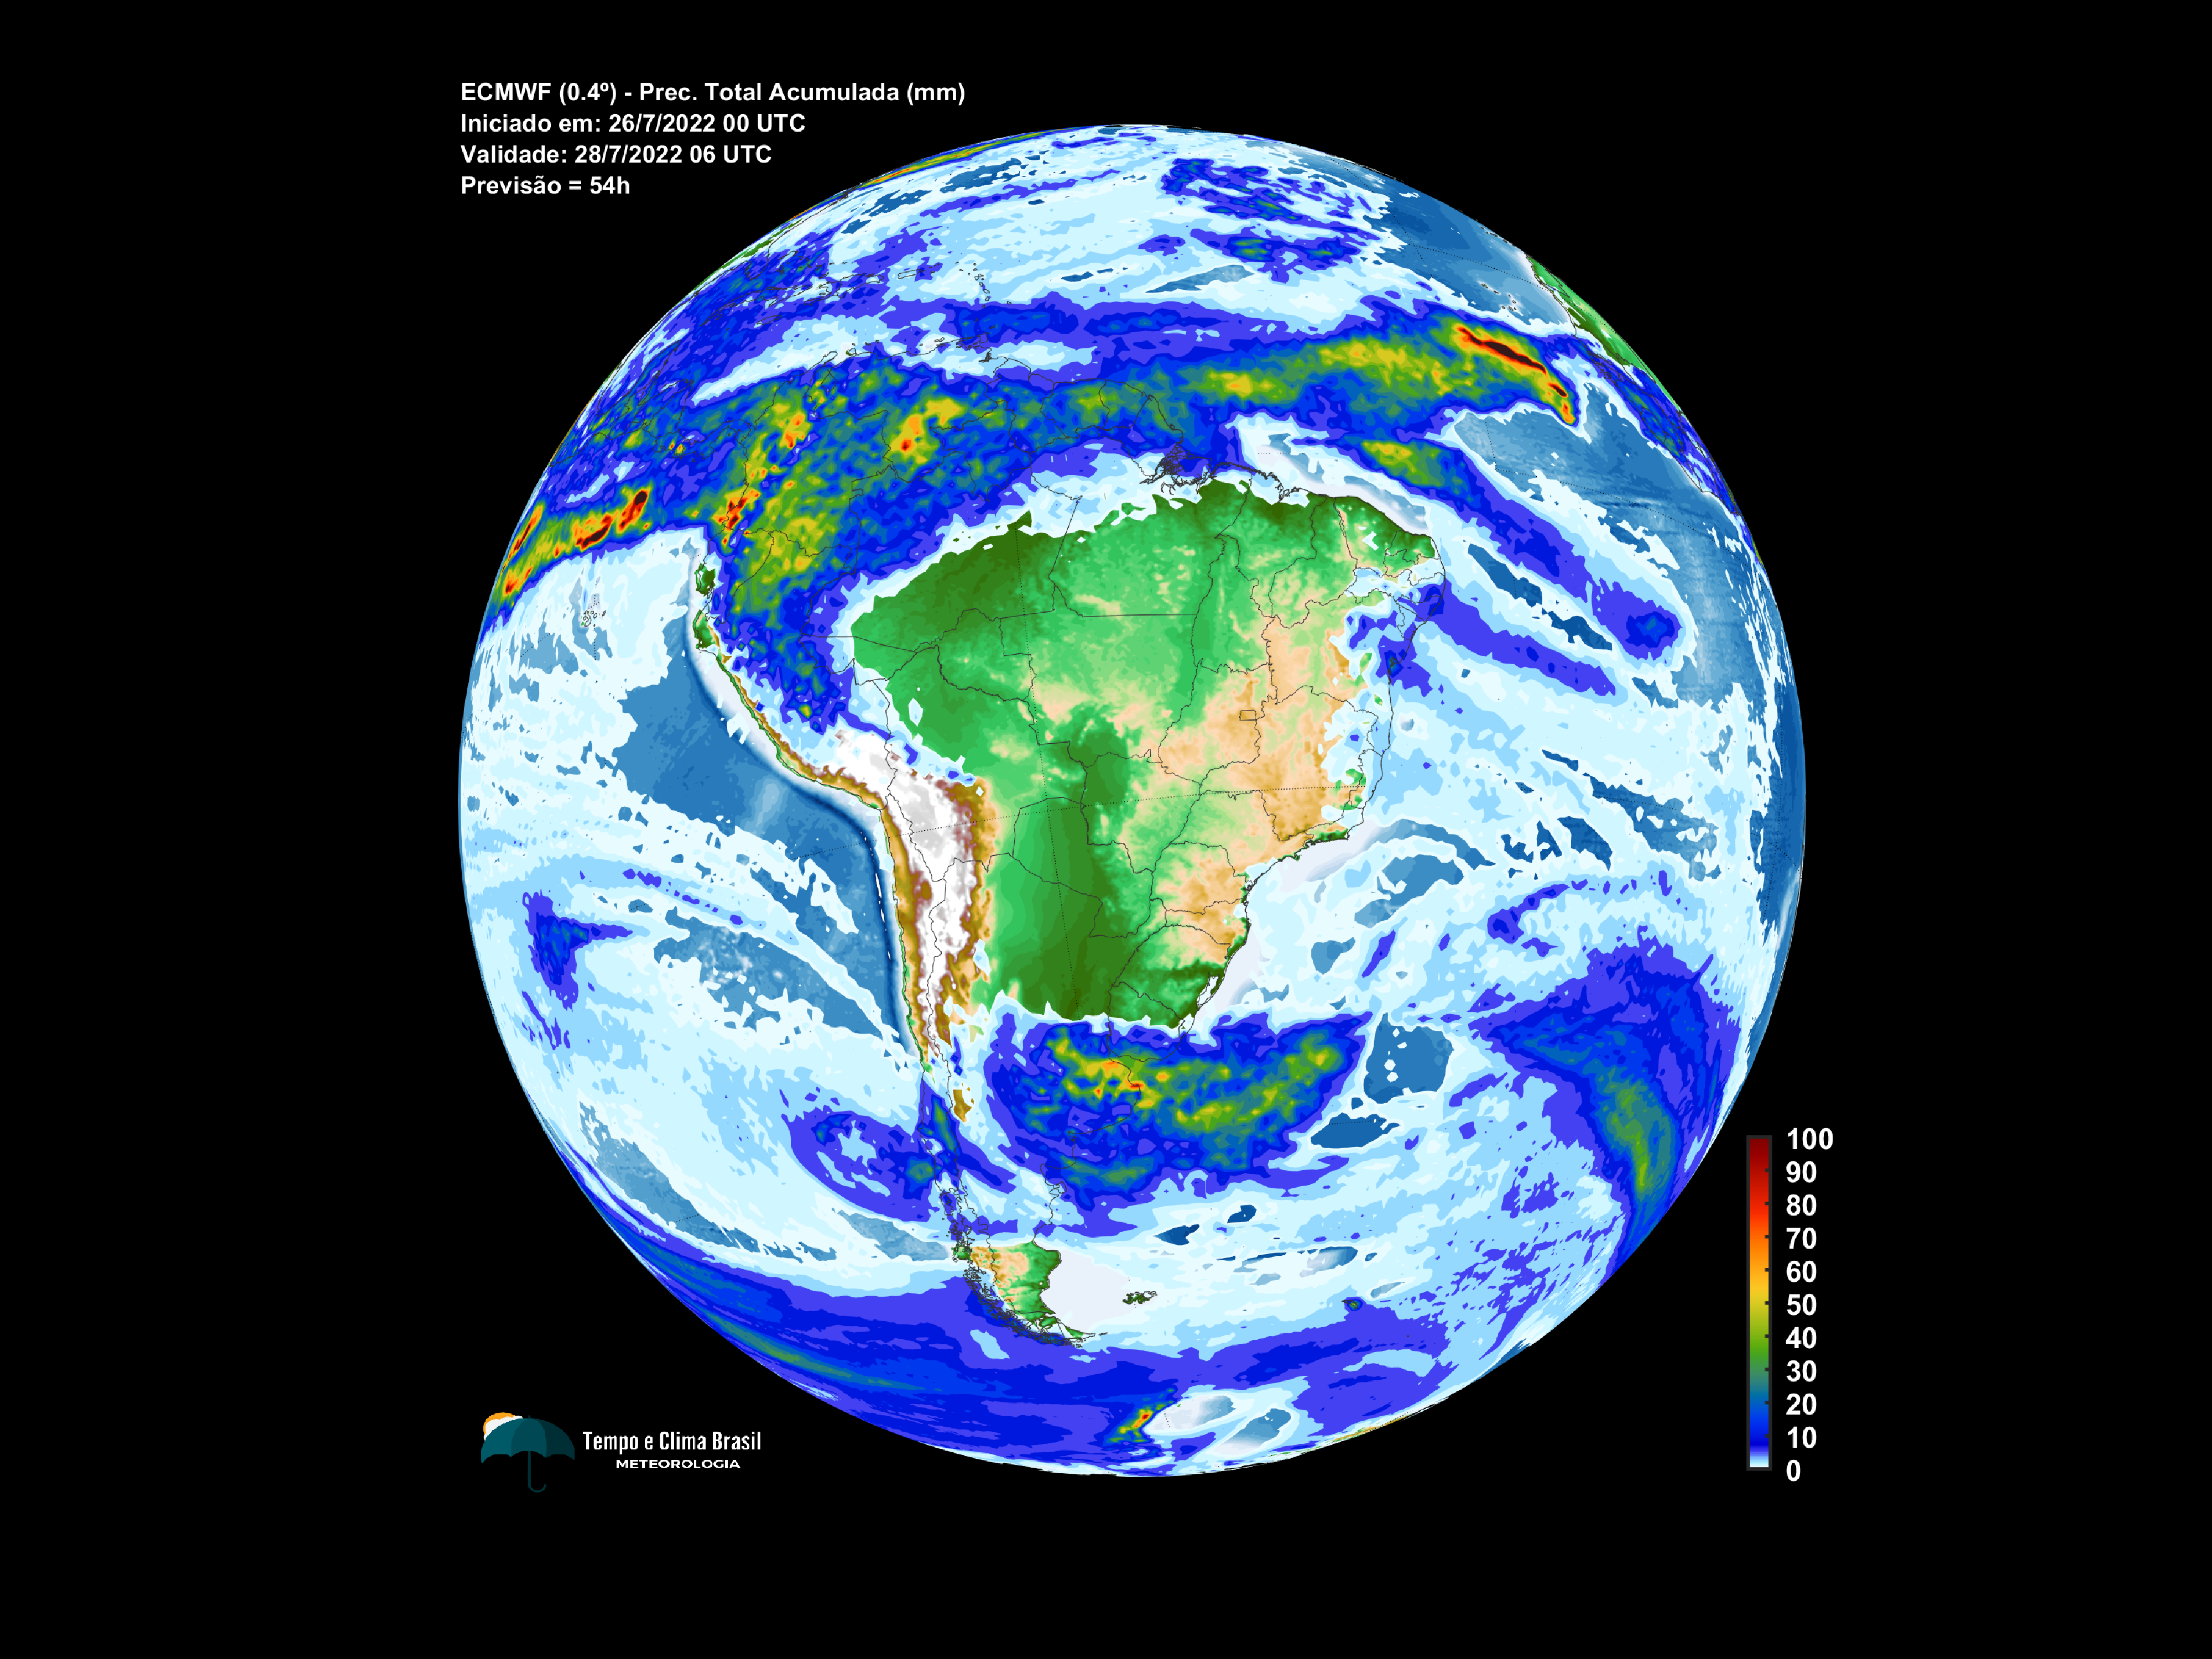 ECMWF (0.4º) - Prec. Total Acumulada (mm)
Iniciado em: 26/7/2022 00 UTC
Validade: 28/7/2022 06 UTC
Previsão = 54h
100
90
80
70
60
50
40
30
20
10
0
Tempo e Clima Brasil
METEOROLOGIA